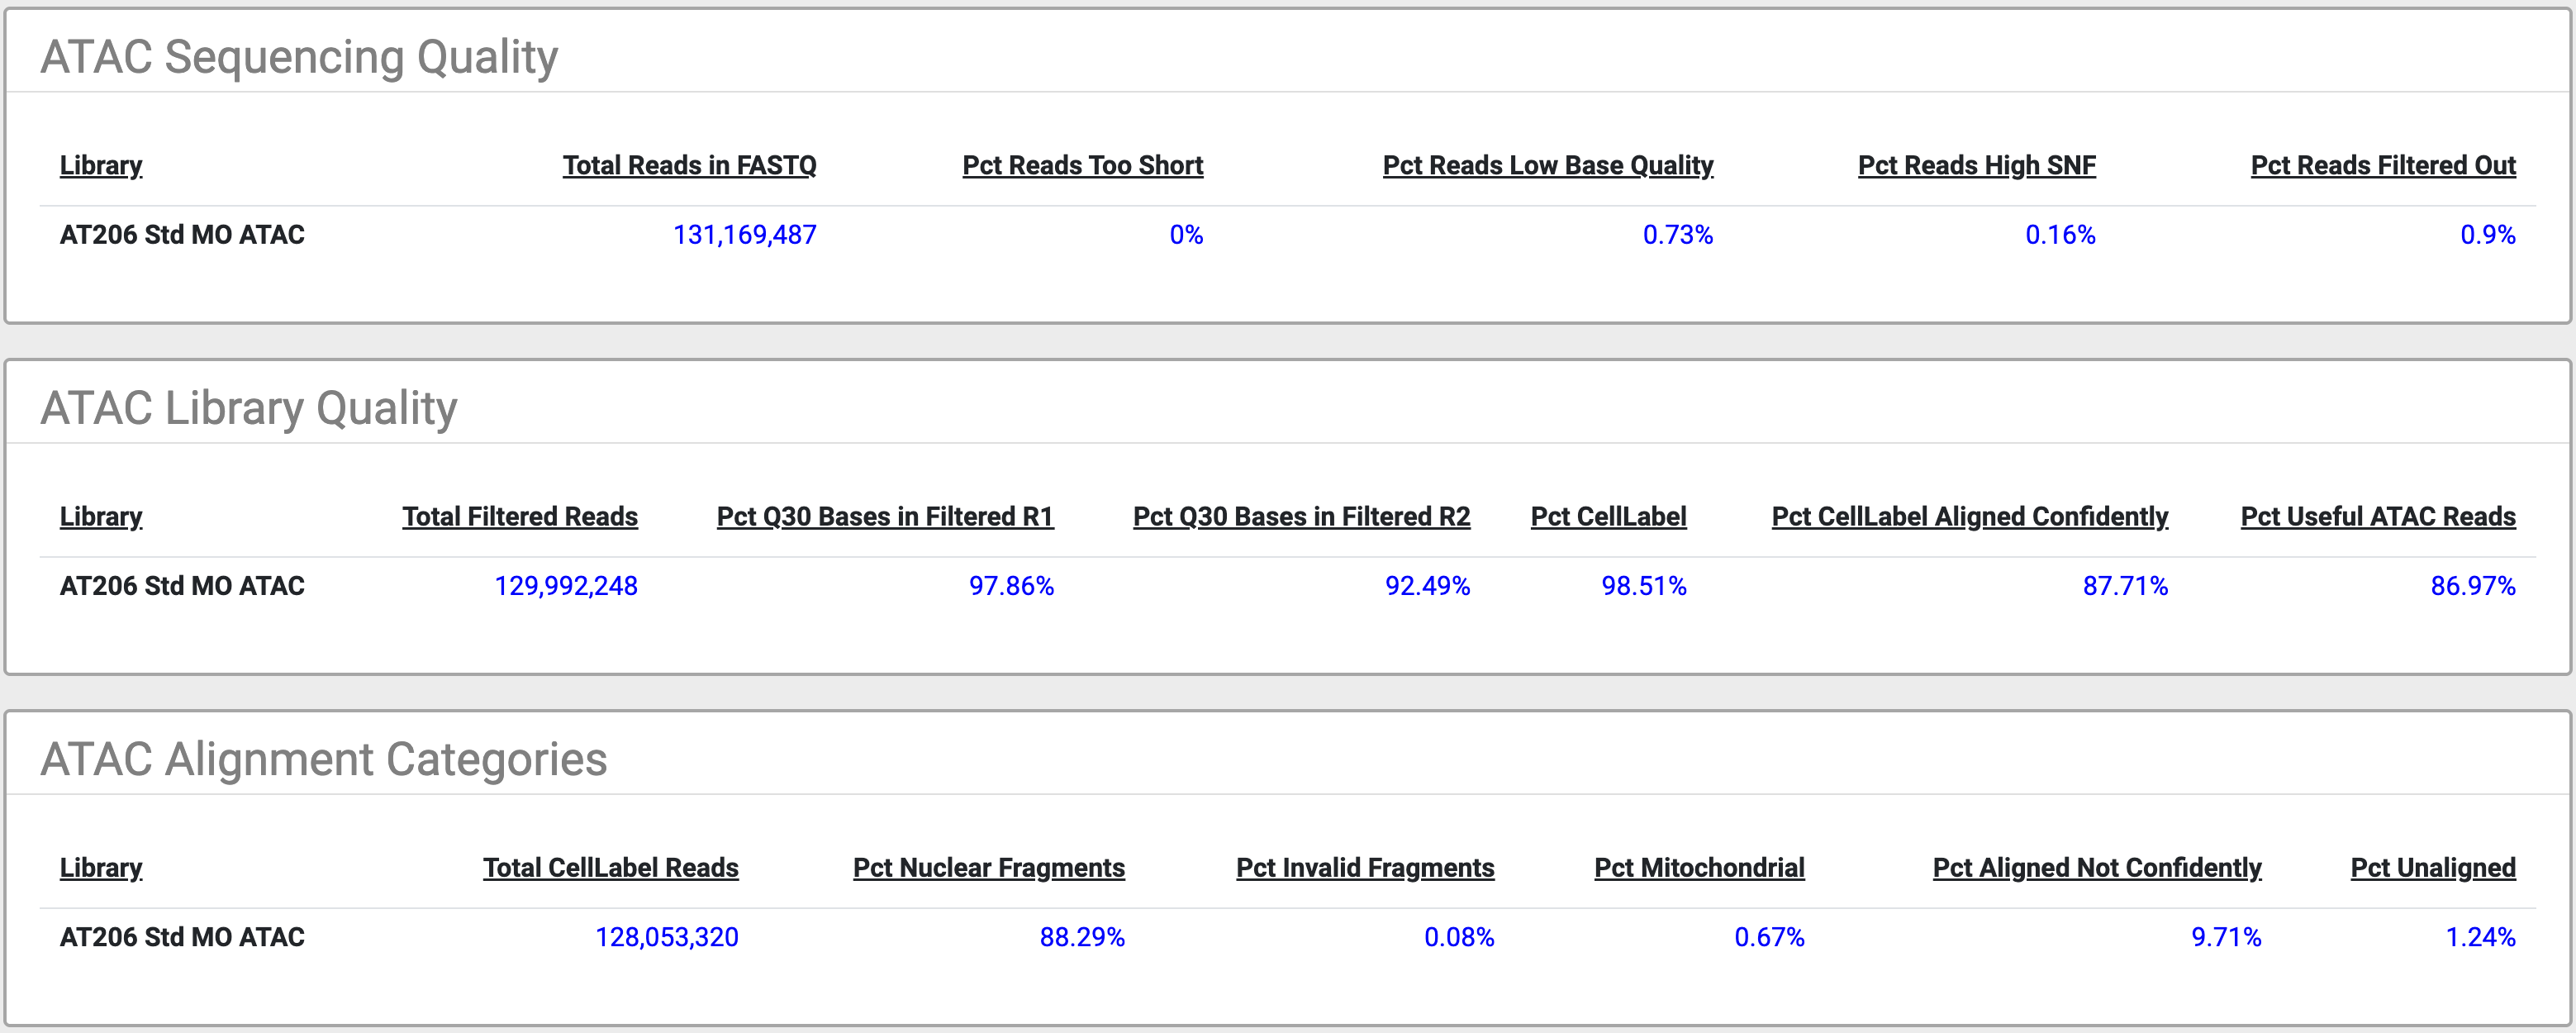 ATAC Sequencing Quality
Library Total Reads in FASTQ Pct Reads Too Short Pct Reads Low Base Quality Pct Reads High SNF Pct Reads Filtered Out
AT206 Std MO ATAC 131,169,487 0% 0.73% 0.16% 0.9%
ATAC Library Quality
Library Total Filtered Reads Pct Q30 Bases in Filtered R1 Pct Q30 Bases in Filtered R2 Pct CellLabel Pct CellLabel Aligned Confidently Pct Useful ATAC Reads
AT206 Std MO ATAC 129,992,248 97.86% 92.49% 98.51% 87.71% 86.97%
ATAC Alignment Categories
Library Total CellLabel Reads Pct Nuclear Fragments Pct Invalid Fragments Pct Mitochondrial Pct Aligned Not Confidently Pct Unaligned
AT206 Std MO ATAC 128,053,320 88.29% 0.08% 0.67% 9.71% 1.24%